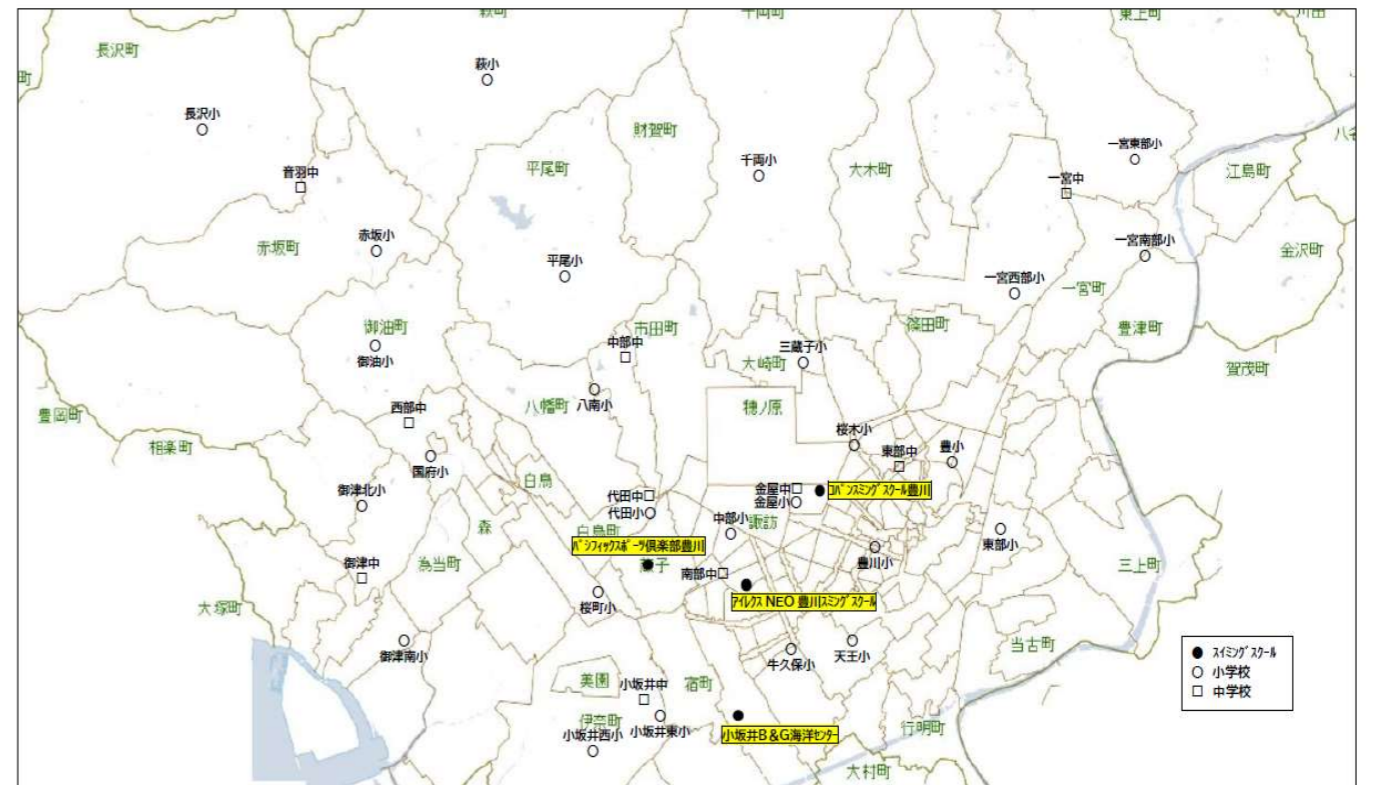 萩町
千両町
東上町
川田
長沢町
町
萩小
長沢小
財賀町
八名
音羽中
平尾町
千両小
大木町
一宮東部小
一宮中
江島町
赤坂町
赤坂小
平尾小
一宮南部小
金沢町
一宮西部小
一宮町
御油町
御油小
市田町
中部中
篠田町
豊津町
三蔵子小
大崎町
賀茂町
豊岡町
西部中
八幡町
八南小
穂ノ原
相楽町
国府小
桜木小
東部中
豊小
御津北小
白鳥
代田中
代田小
金屋中
金屋小
ｺﾊﾟﾝｽﾐﾝｸﾞｽｸｰﾙ豊川
森
白鳥町
中部小
諏訪
東部小
ﾊﾟｼﾌｨｯｸｽﾎﾟｰﾂ倶楽部豊川
御津中
為当町
南部中
豊川小
三上町
大塚町
桜町小
ｱｲﾚｸｽ NEO 豊川ｽﾐﾝｸﾞｽｸｰﾙ
御津南小
牛久保小
天王小
当古町
美園
小坂井中
宿町
伊奈町
小坂井東小
小坂井西小
小坂井B＆G海洋ｾﾝﾀｰ
行明町
大村町
ｽｲﾐﾝｸﾞｽｸｰﾙ
小学校
中学校